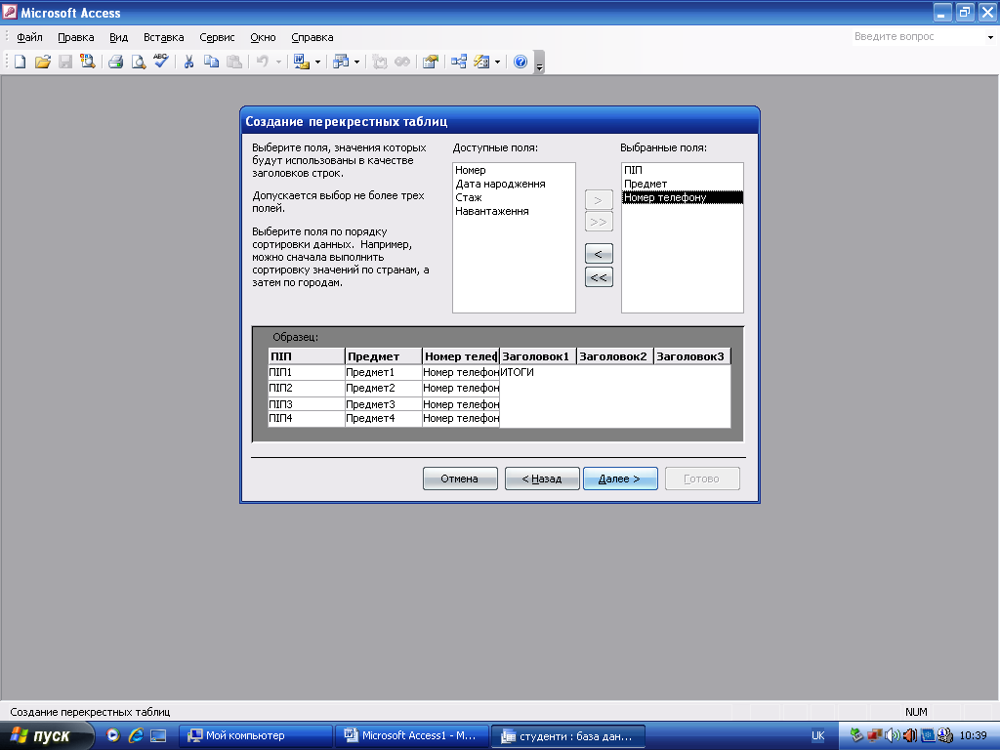 Microsoft Access
Файл Правка Вид Вставка Сервис Окно Справка
Введите вопрос
Создание перекрестных таблиц
Выберите поля, значения которых
будут использованы в качестве
заголовков строк.
Допускается выбор не более трех
полей.
Выберите поля по порядку
сортировки данных. Например,
можно сначала выполнить
сортировку значений по странам, а
затем по городам.
Доступные поля:
Номер
Дата народження
Стаж
Навантаження
>
>>
<
<<
Выбранные поля:
ПІП
Предмет
Номер телефону
Образец:
ПІП Предмет Номер телеф Заголовок1 Заголовок2 Заголовок3
ПІП1 Предмет1 Номер телефон ИТОГИ
ПІП2 Предмет2 Номер телефон
ПІП3 Предмет3 Номер телефон
ПІП4 Предмет4 Номер телефон
Отмена < Назад Далее > Готово
Создание перекрестных таблиц NUM
пуск Мой компьютер Microsoft Access1 - M... студенти : база дан... UK 10:39